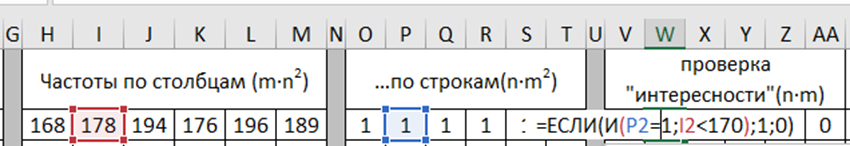 G H I J K L M N O P Q R S T U V W X Y Z AA
Частоты по столбцам (m·n²) ...по строкам(n·m²) проверка
"интересности"(n·m)
168 178 194 176 196 189 1 1 1 1 =ЕСЛИ(И(P2=1;I2<170);1;0) 0